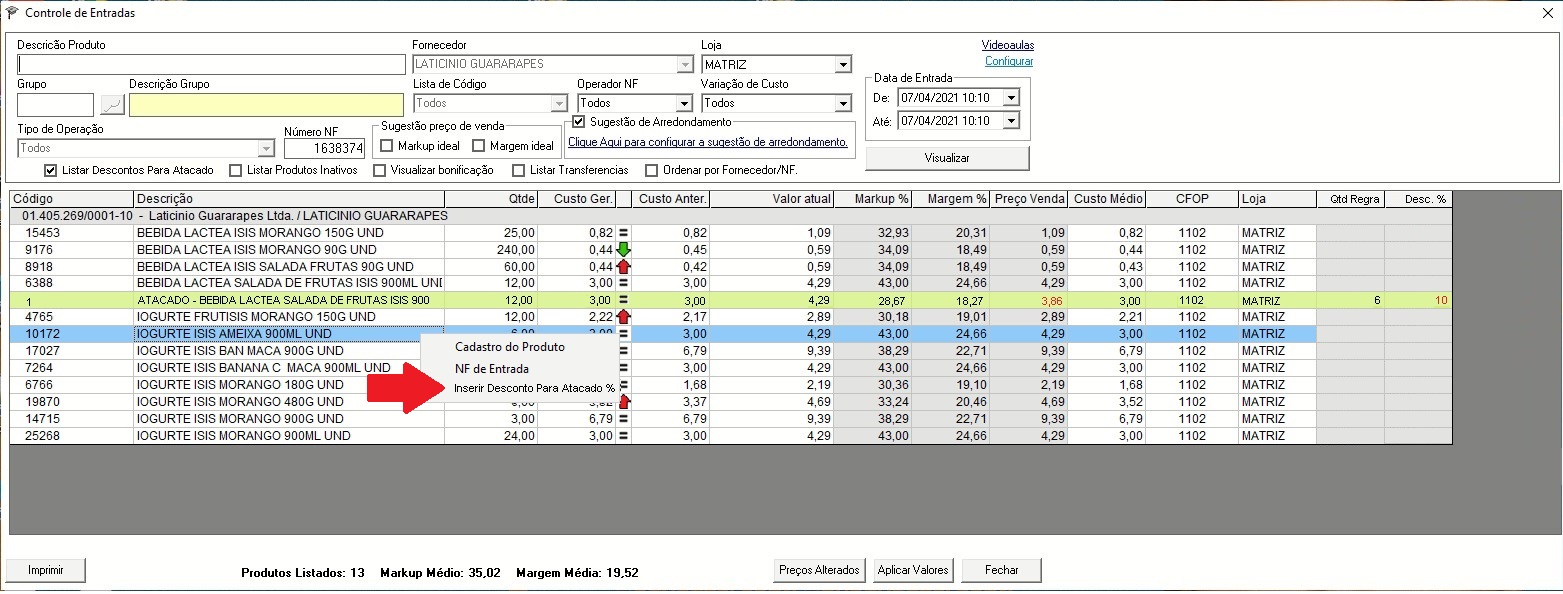 Controle de Entradas
Descricão Produto Fornecedor Loja Videoaulas
LATICINIO GUARARAPES MATRIZ Configurar
Grupo Descrição Grupo Lista de Código Operador NF Variação de Custo Data de Entrada
Todos Todos Todos De: 07/04/2021 10:10
Tipo de Operação Número NF Sugestão preço de venda Sugestão de Arredondamento Até: 07/04/2021 10:10
Todos 1638374 Markup ideal Margem ideal Clique Aqui para configurar a sugestão de arredondamento. Visualizar
Listar Descontos Para Atacado Listar Produtos Inativos Visualizar bonificação Listar Transferencias Ordenar por Fornecedor/NF.
Código Descrição Qtde Custo Ger. Custo Anter. Valor atual Markup % Margem % Preço Venda Custo Médio CFOP Loja Qtd Regra Desc. %
01.405.269/0001-10 - Laticinio Guararapes Ltda. / LATICINIO GUARARAPES
15453 BEBIDA LACTEA ISIS MORANGO 150G UND 25,00 0,82 = 0,82 1,09 32,93 20,31 1,09 0,82 1102 MATRIZ
9176 BEBIDA LACTEA ISIS MORANGO 90G UND 240,00 0,44 0,45 0,59 34,09 18,49 0,59 0,44 1102 MATRIZ
8918 BEBIDA LACTEA ISIS SALADA FRUTAS 90G UND 60,00 0,44 0,42 0,59 34,09 18,49 0,59 0,43 1102 MATRIZ
6388 BEBIDA LACTEA SALADA DE FRUTAS ISIS 900ML UND 12,00 3,00 = 3,00 4,29 43,00 24,66 4,29 3,00 1102 MATRIZ
1 ATACADO - BEBIDA LACTEA SALADA DE FRUTAS ISIS 900 12,00 3,00 = 3,00 4,29 28,67 18,27 3,86 3,00 1102 MATRIZ 6 10
4765 IOGURTE FRUTISIS MORANGO 150G UND 12,00 2,22 2,17 2,89 30,18 19,01 2,89 2,21 1102 MATRIZ
10172 IOGURTE ISIS AMEIXA 900ML UND = 3,00 4,29 43,00 24,66 4,29 3,00 1102 MATRIZ
17027 IOGURTE ISIS BAN MACA 900G UND Cadastro do Produto = 6,79 9,39 38,29 22,71 9,39 6,79 1102 MATRIZ
7264 IOGURTE ISIS BANANA C MACA 900ML UND NF de Entrada = 3,00 4,29 43,00 24,66 4,29 3,00 1102 MATRIZ
6766 IOGURTE ISIS MORANGO 180G UND Inserir Desconto Para Atacado % = 1,68 2,19 30,36 19,10 2,19 1,68 1102 MATRIZ
19870 IOGURTE ISIS MORANGO 480G UND 3,37 4,69 33,24 20,46 4,69 3,52 1102 MATRIZ
14715 IOGURTE ISIS MORANGO 900G UND 3,00 6,79 = 6,79 9,39 38,29 22,71 9,39 6,79 1102 MATRIZ
25268 IOGURTE ISIS MORANGO 900ML UND 24,00 3,00 = 3,00 4,29 43,00 24,66 4,29 3,00 1102 MATRIZ
Imprimir Produtos Listados: 13 Markup Médio: 35,02 Margem Média: 19,52 Preços Alterados Aplicar Valores Fechar